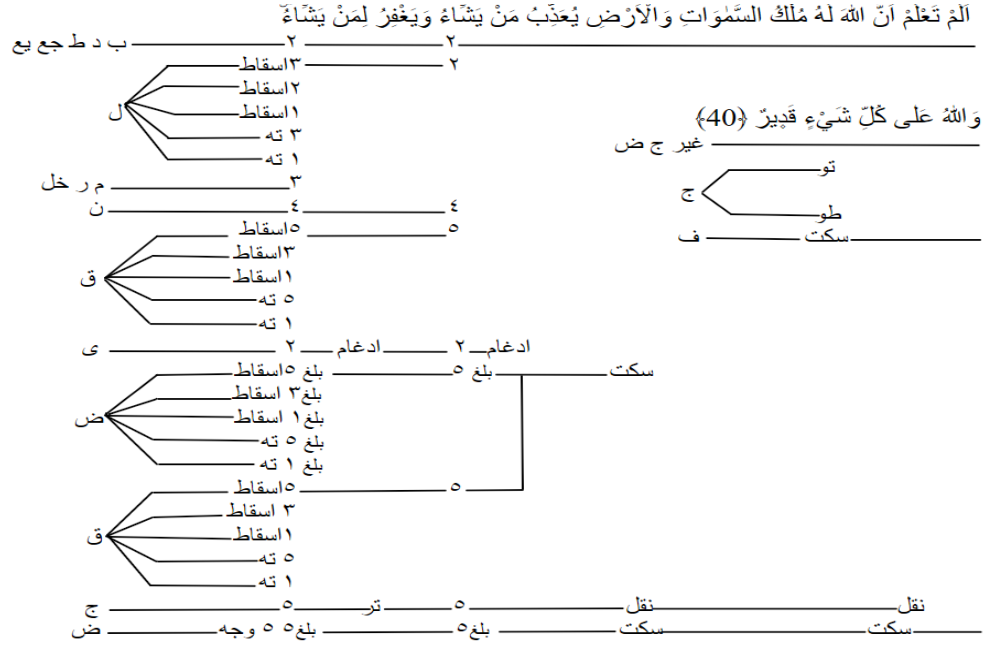 اَلَمْ تَعْلَمْ اَنَّ اللهَ لَهُ مُلْكُ السَّمٰوَاتِ وَالْاَرْضِ يُعَذِّبُ مَنْ يَشَٓاءُ وَيَغْفِرُ لِمَنْ يَشَٓاءُۜ
٢ ٢ ب د ط جع يع
٢ ٣اسقاط
٢اسقاط
١اسقاط
ل
٣ ته
١ ته
٣ م ر خل
٤ ٤ ن
٥ ٥اسقاط
٣اسقاط
١اسقاط
ق
٥ ته
١ ته
ادغام ٢ ادغام ٢ ى
سكت بلغ ٥ بلغ ٥اسقاط
بلغ ٣ اسقاط
بلغ ١ اسقاط
ض
بلغ ٥ ته
بلغ ١ ته
٥ ٥اسقاط
٣ اسقاط
١اسقاط
ق
٥ ته
١ ته
نقل نقل ٥ تر ٥ ج
سكت سكت بلغ٥ بلغ٥ ٥ وجه ض
وَاللهُ عَلٰى كُلِّ شَيْءٍ قَدٖيرٌ ﴿40﴾
غير ج ض
تو
ج
طو
سكت ف